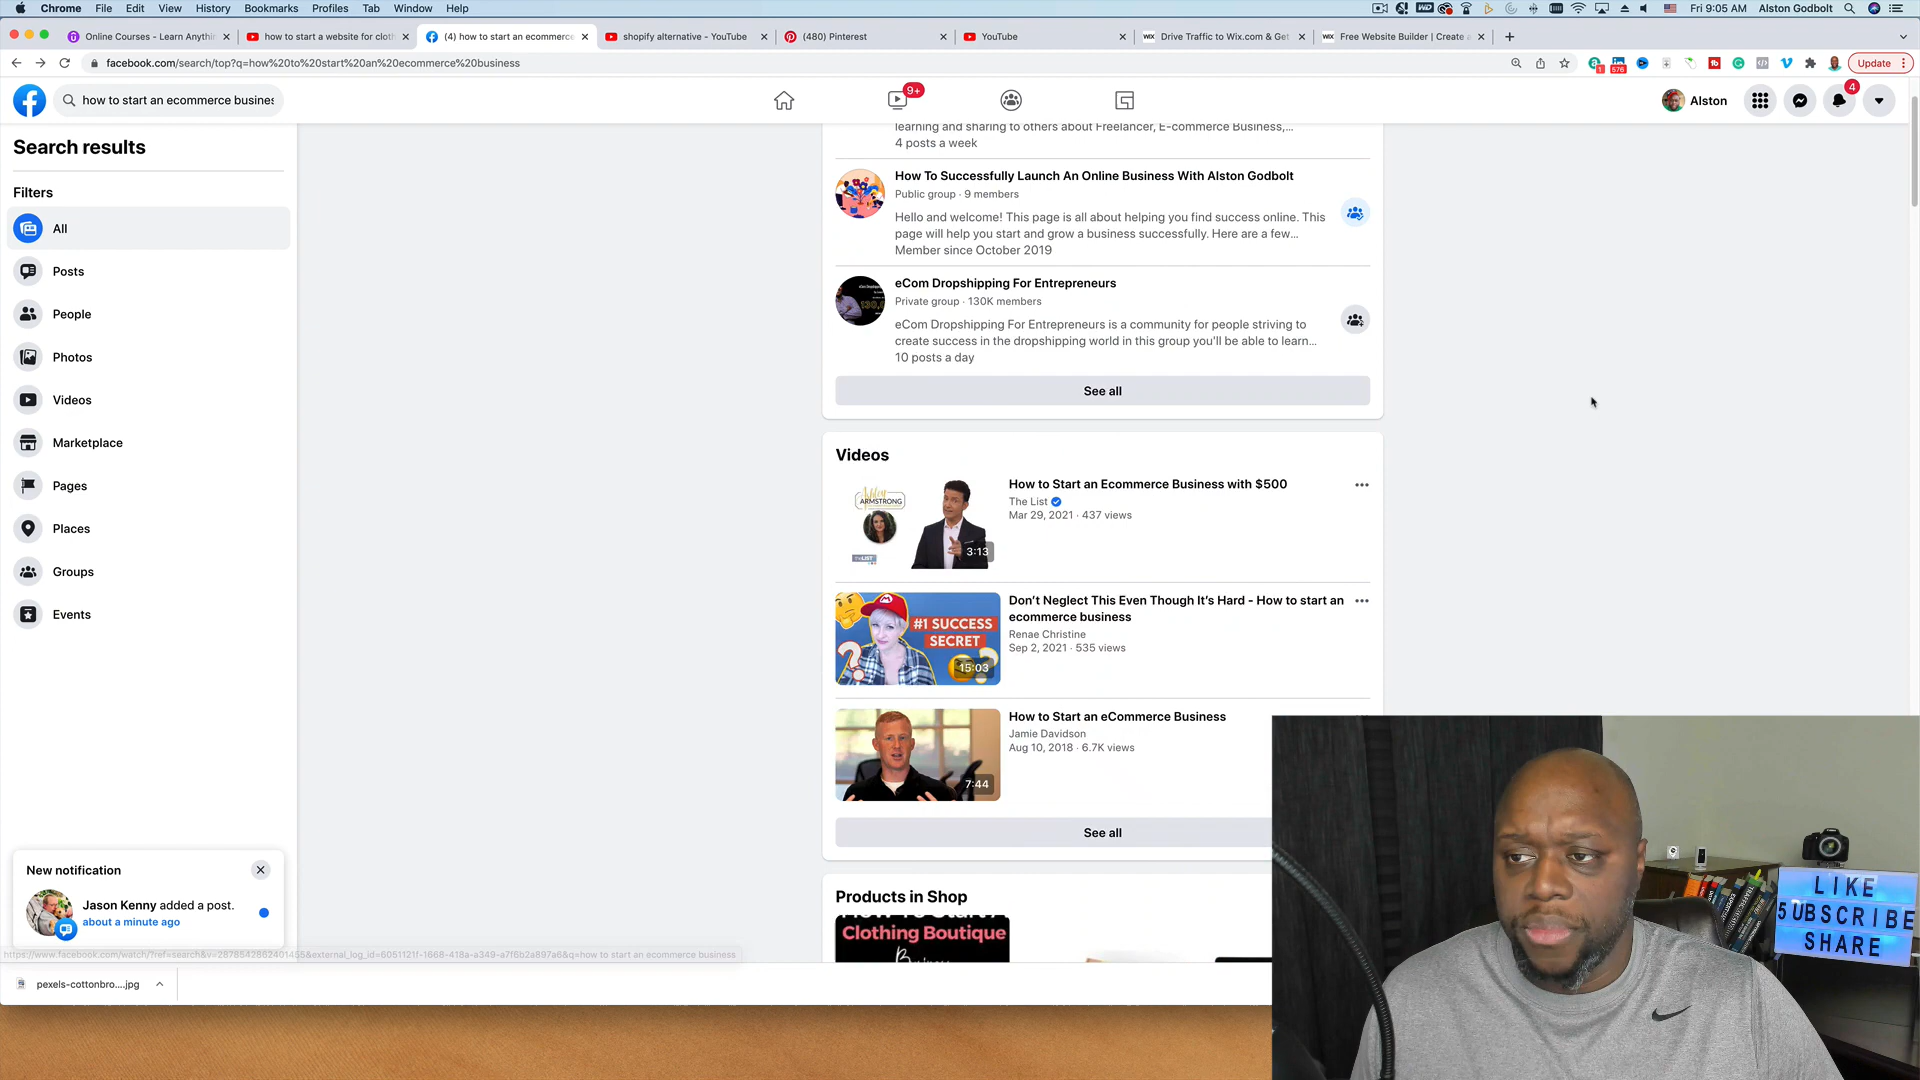 Chrome File Edit View History Bookmarks Profiles Tab Window Help
Fri 9:05 AM Alston Godbolt
Online Courses - Learn Anythin
how to start a website for clot
(4) how to start an ecommerce
shopify alternative - YouTube
(480) Pinterest
YouTube
WIX Drive Traffic to Wix.com & Get
WIX Free Website Builder | Create a
facebook.com/search/top?q=how%20to%20start%20an%20ecommerce%20business
1
576
Update
how to start an ecommerce busines
9+
Alston
4
Search results
Filters
All
Posts
People
Photos
Videos
Marketplace
Pages
Places
Groups
Events
learning and sharing to others about Freelancer, E-commerce Business,...
4 posts a week
How To Successfully Launch An Online Business With Alston Godbolt
Public group · 9 members
Hello and welcome! This page is all about helping you find success online. This
page will help you start and grow a business successfully. Here are a few...
Member since October 2019
eCom Dropshipping For Entrepreneurs
Private group · 130K members
eCom Dropshipping For Entrepreneurs is a community for people striving to
create success in the dropshipping world in this group you'll be able to learn...
10 posts a day
See all
Videos
ARMSTRONG
3:13
How to Start an Ecommerce Business with $500
The List
Mar 29, 2021 · 437 views
#1 SUCCESS
SECRET
15:03
Don't Neglect This Even Though It's Hard - How to start an
ecommerce business
Renae Christine
Sep 2, 2021 · 535 views
7:44
How to Start an eCommerce Business
Jamie Davidson
Aug 10, 2018 · 6.7K views
See all
Products in Shop
Clothing Boutique
New notification
Jason Kenny added a post.
about a minute ago
pexels-cottonbro....jpg
LIKE
5UBSCRIBE
SHARE